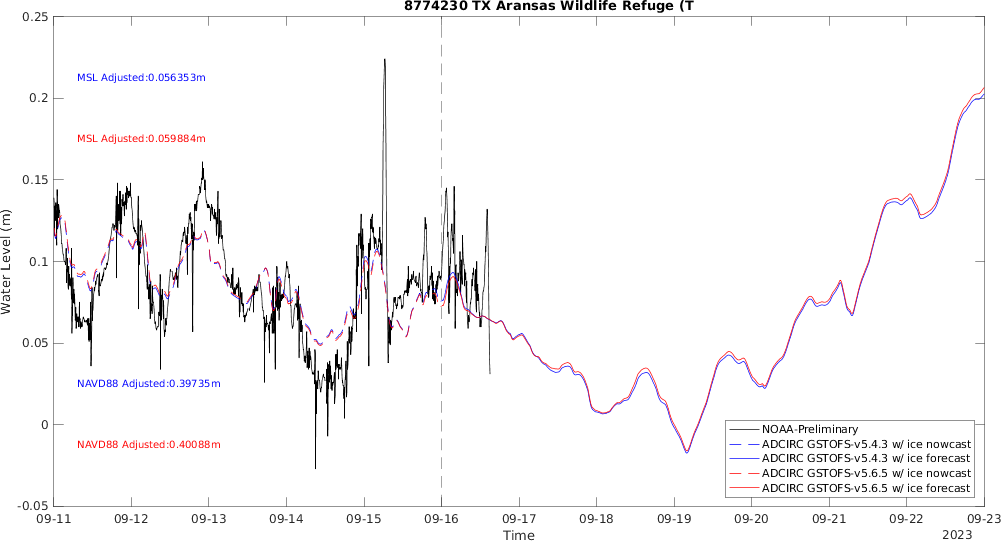 8774230 TX Aransas Wildlife Refuge (T
0.25
0.2
0.15
0.1
0.05
0
-0.05
Water Level (m)
MSL Adjusted:0.056353m
MSL Adjusted:0.059884m
NAVD88 Adjusted:0.39735m
NAVD88 Adjusted:0.40088m
NOAA-Preliminary
ADCIRC GSTOFS-v5.4.3 w/ ice nowcast
ADCIRC GSTOFS-v5.4.3 w/ ice forecast
ADCIRC GSTOFS-v5.6.5 w/ ice nowcast
ADCIRC GSTOFS-v5.6.5 w/ ice forecast
09-11 09-12 09-13 09-14 09-15 09-16 09-17 09-18 09-19 09-20 09-21 09-22 09-23
Time
2023